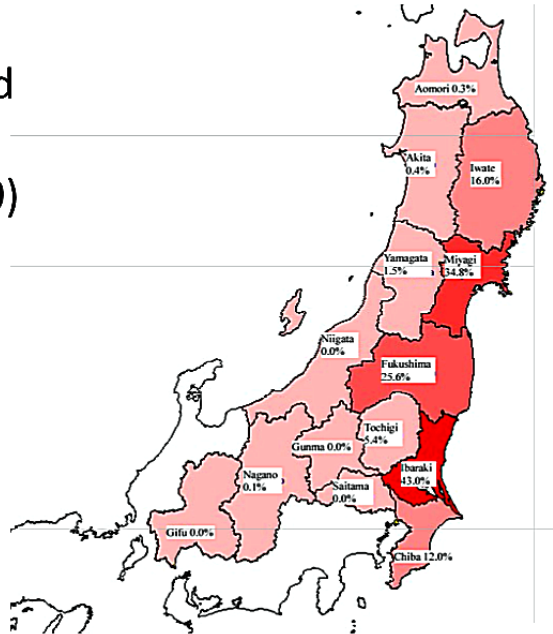 d
)
Aomori 0.3%
Akita
0.4%
Iwate
16.0%
Yamagata
1.5%
Miyagi
34.8%
Niigata
0.0%
Fukushima
25.6%
Tochigi
5.4%
Gunma 0.0%
Ibaraki
43.0%
Nagano
0.1%
Saitama
0.0%
Gifu 0.0%
Chiba 12.0%